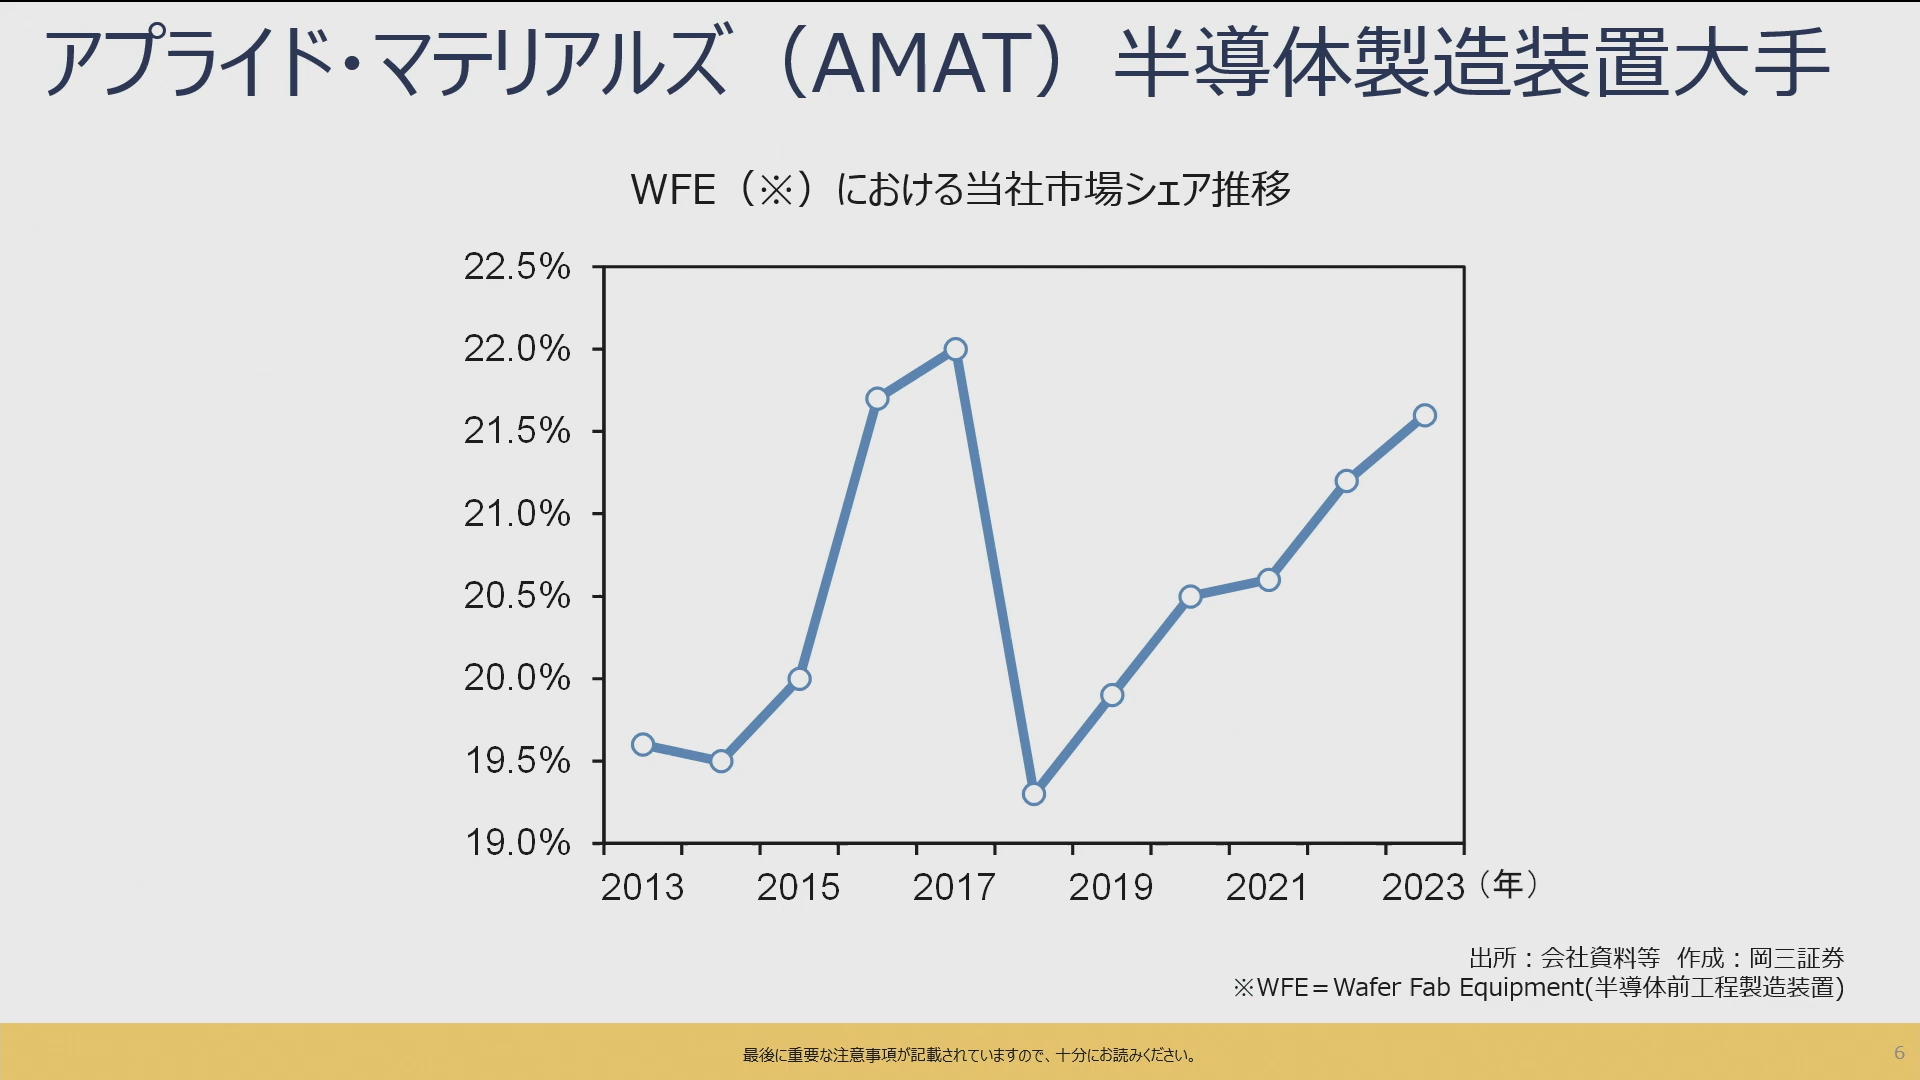 アプライド・マテリアルズ（AMAT）半導体製造装置大手
WFE（※）における当社市場シェア推移
22.5%
22.0%
21.5%
21.0%
20.5%
20.0%
19.5%
19.0%
2013 2015 2017 2019 2021 2023（年）
出所：会社資料等 作成：岡三証券
※WFE＝Wafer Fab Equipment(半導体前工程製造装置)
最後に重要な注意事項が記載されていますので、十分にお読みください。
6